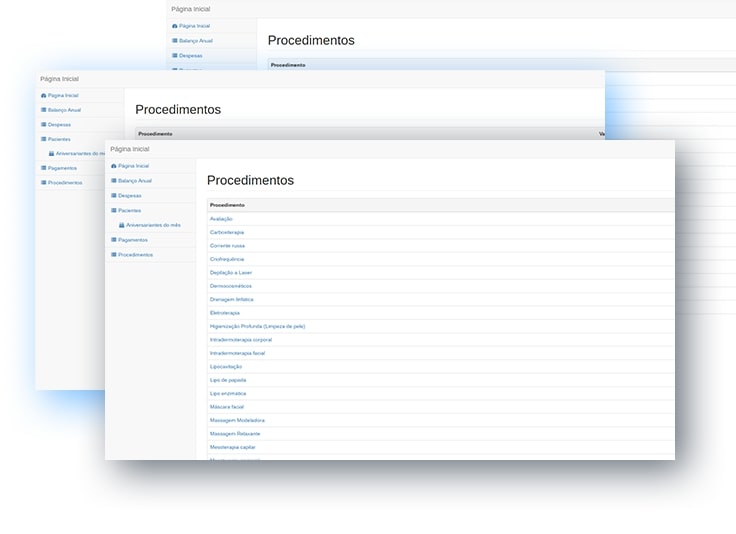 Página Inicial
Página Inicial
Balanço Anual
Despesas
Procedimentos
Procedimento
Página Inicial
Página Inicial
Balanço Anual
Despesas
Pacientes
Aniversariantes do
Pagamentos
Procedimentos
Procedimentos
Procedimento
Página Inicial
Página Inicial
Balanço Anual
Despesas
Pacientes
Aniversariantes do mês
Pagamentos
Procedimentos
Procedimentos
Procedimento
Avaliação
Carboxiterapia
Corrente russa
Criofrequência
Depilação a Laser
Dermocosméticos
Drenagem linfática
Eletroterapia
Higienização Profunda (Limpeza de pele)
Intradermoterapia corporal
Intradermoterapia facial
Lipocavitação
Lipo de papada
Lipo enzimática
Máscara facial
Massagem Modeladora
Massagem Relaxante
Mesoterapia capilar